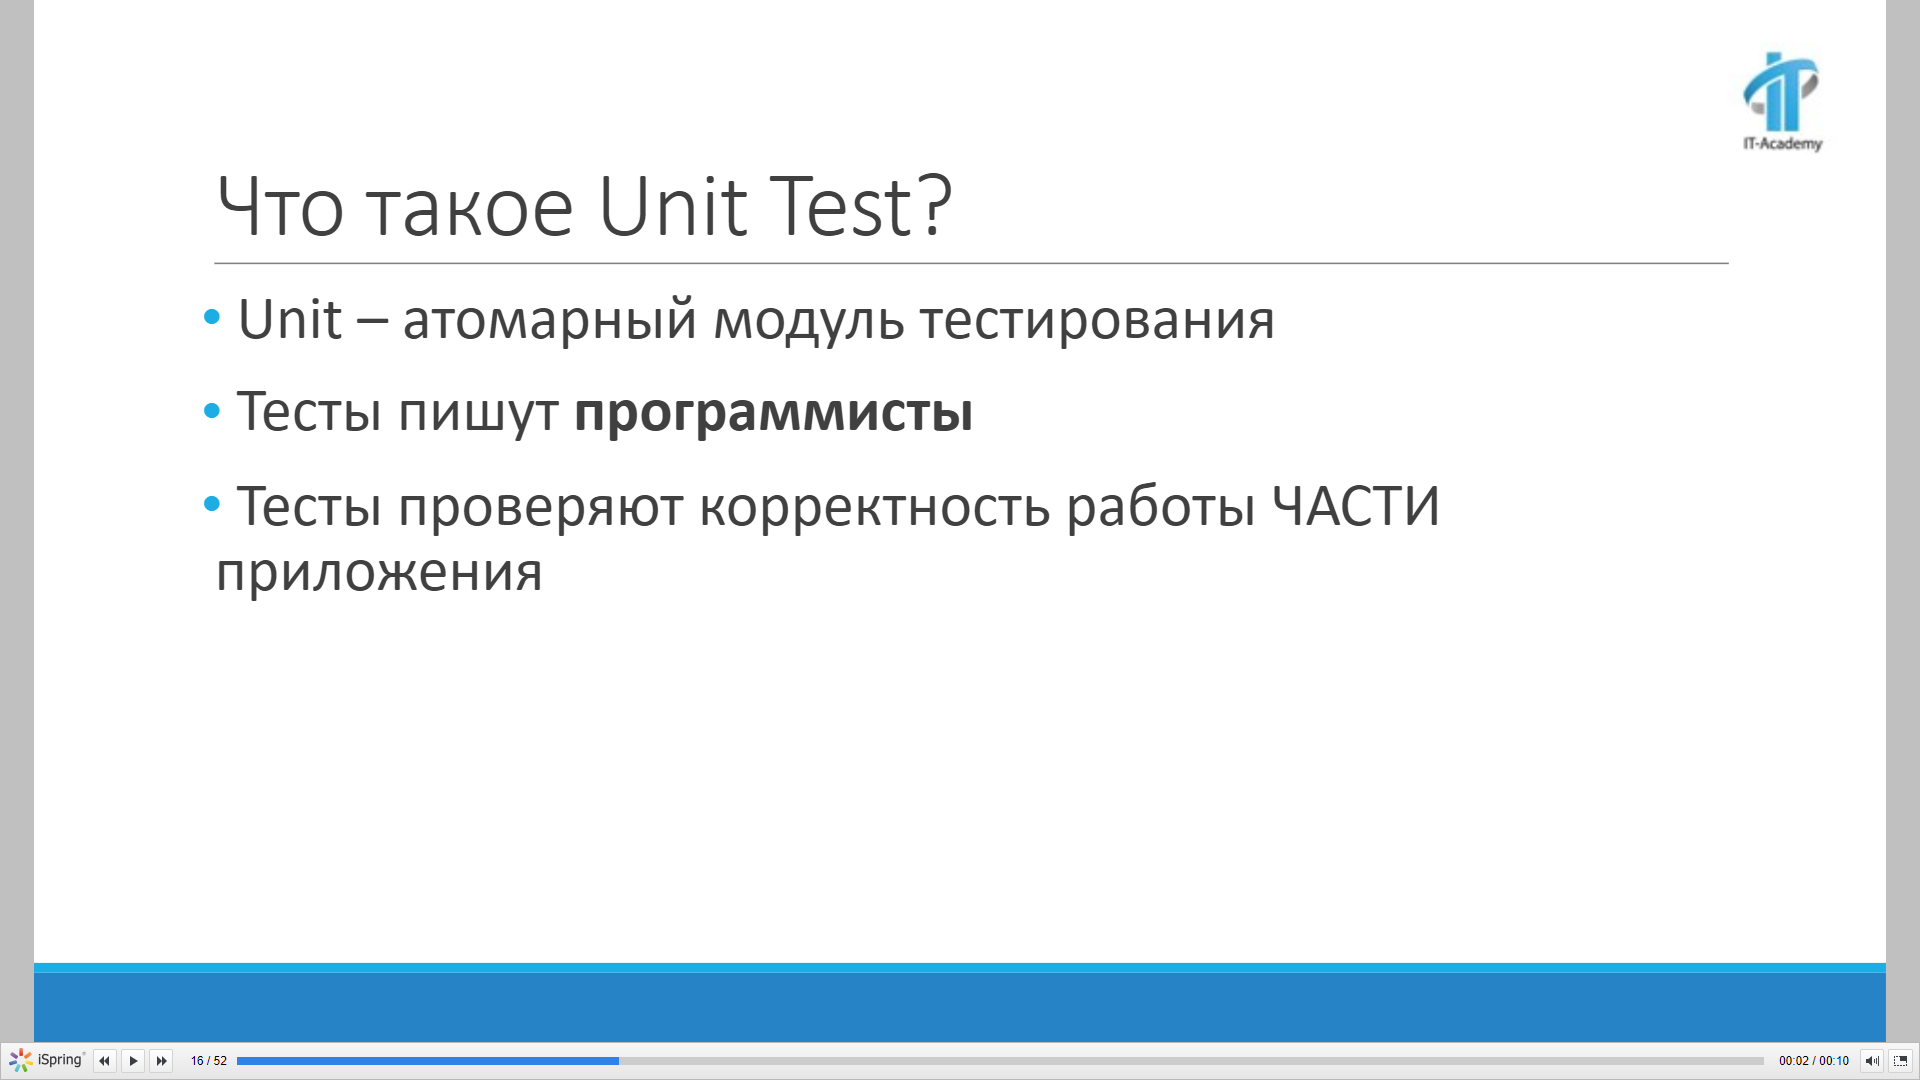 IT-Academy
Что такое Unit Test?
• Unit – атомарный модуль тестирования
• Тесты пишут программисты
• Тесты проверяют корректность работы ЧАСТИ
приложения
iSpring 16 / 52 00:02 / 00:10